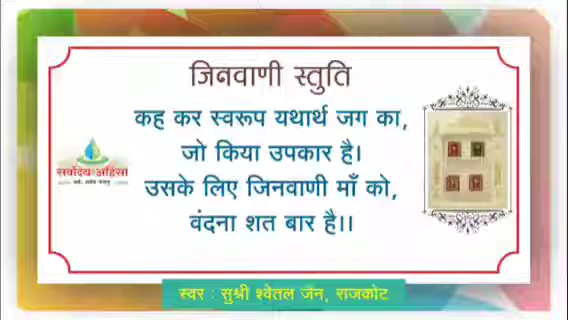 जिनवाणी स्तुति
कह कर स्वरूप यथार्थ जग का,
जो किया उपकार है।
उसके लिए जिनवाणी माँ को,
वंदना शत बार है।।
सर्वोदय अहिंसा
स्वर : सुश्री श्वेतल जैन, राजकोट